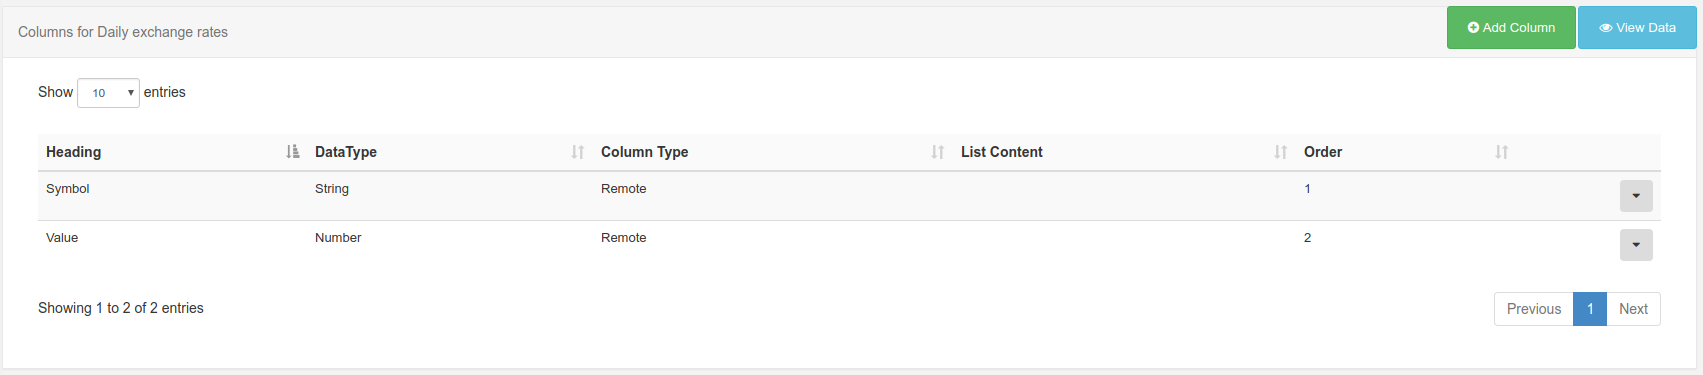 Columns for Daily exchange rates
Add Column View Data
Show 10 entries
Heading DataType Column Type List Content Order
Symbol String Remote 1
Value Number Remote 2
Showing 1 to 2 of 2 entries
Previous 1 Next